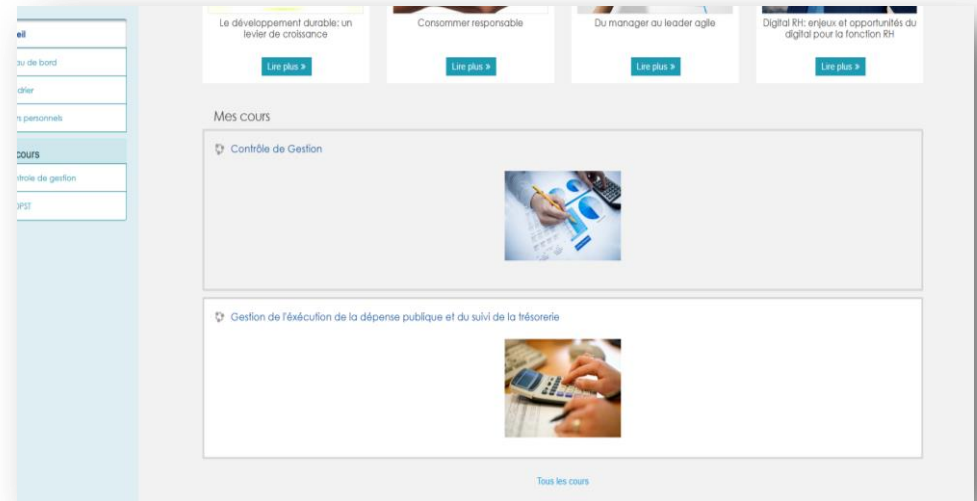 Le développement durable: un
levier de croissance
Consommer responsable
Du manager au leader agile
Digital RH: enjeux et opportunités du
digital pour la fonction RH
Lire plus »
Lire plus »
Lire plus »
Lire plus »
eil
au de bord
drier
rs personnels
cours
ntrole de gestion
DPST
Mes cours
Contrôle de Gestion
Gestion de l'éxécution de la dépense publique et du suivi de la trésorerie
Tous les cours